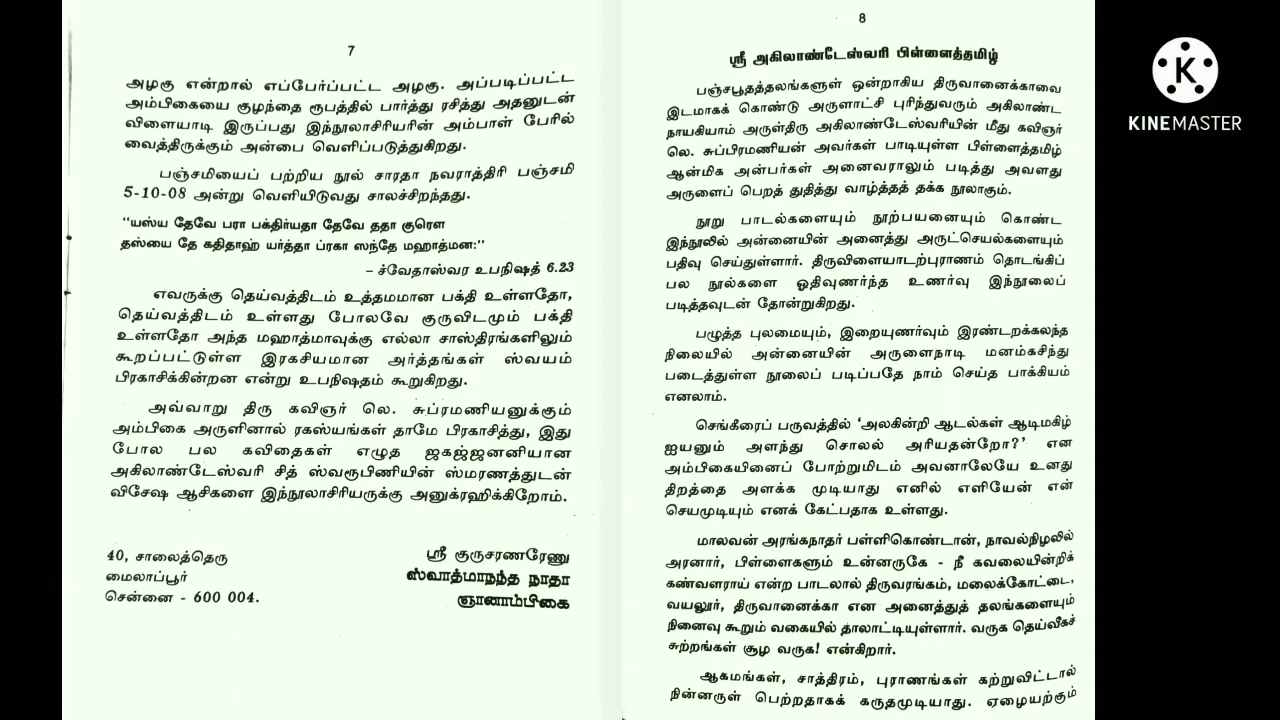 7
அழகு என்றால் எப்பேர்ப்பட்ட அழகு. அப்படிப்பட்ட
அம்பிகையை குழந்தை ரூபத்தில் பார்த்து ரசித்து அதனுடன்
விளையாடி இருப்பது இந்நூலாசிரியரின் அம்பாள் பேரில்
வைத்திருக்கும் அன்பை வெளிப்படுத்துகிறது.
பஞ்சமியைப் பற்றிய நூல் சாரதா நவராத்திரி பஞ்சமி
5-10-08 அன்று வெளியிடுவது சாலச்சிறந்தது.
“யஸ்ய தேவே பரா பக்திர்யதா தேவே ததா குரௌ
தஸ்யை தே கதிதாஹ் யர்த்தா ப்ரகா ஸந்தே மஹாத்மன:”
– ச்வேதாஸ்வர உபநிஷத் 6.23
எவருக்கு தெய்வத்திடம் உத்தமமான பக்தி உள்ளதோ,
தெய்வத்திடம் உள்ளது போலவே குருவிடமும் பக்தி
உள்ளதோ அந்த மஹாத்மாவுக்கு எல்லா சாஸ்திரங்களிலும்
கூறப்பட்டுள்ள இரகசியமான அர்த்தங்கள் ஸ்வயம்
பிரகாசிக்கின்றன என்று உபநிஷதம் கூறுகிறது.
அவ்வாறு திரு கவிஞர் லெ. சுப்ரமணியனுக்கும்
அம்பிகை அருளினால் ரகஸ்யங்கள் தாமே பிரகாசித்து, இது
போல பல கவிதைகள் எழுத ஜகஜ்ஜனனியான
அகிலாண்டேஸ்வரி சித் ஸ்வரூபிணியின் ஸ்மரணத்துடன்
விசேஷ ஆசிகளை இந்நூலாசிரியருக்கு அனுக்ரஹிக்கிறோம்.
40, சாலைத்தெரு
மைலாப்பூர்
சென்னை - 600 004.
ஸ்ரீ குருசரணரேணு
ஸ்வாத்மாநந்த நாதா
ஞானாம்பிகை
8
ஸ்ரீ அகிலாண்டேஸ்வரி பிள்ளைத்தமிழ்
பஞ்சபூதத்தலங்களுள் ஒன்றாகிய திருவானைக்காவை
இடமாகக் கொண்டு அருளாட்சி புரிந்துவரும் அகிலாண்ட
நாயகியாம் அருள்திரு அகிலாண்டேஸ்வரியின் மீது கவிஞர்
லெ. சுப்பிரமணியன் அவர்கள் பாடியுள்ள பிள்ளைத்தமிழ்
ஆன்மிக அன்பர்கள் அனைவராலும் படித்து அவளது
அருளைப் பெறத் துதித்து வாழ்த்தத் தக்க நூலாகும்.
நூறு பாடல்களையும் நூற்பயனையும் கொண்ட
இந்நூலில் அன்னையின் அனைத்து அருட்செயல்களையும்
பதிவு செய்துள்ளார். திருவிளையாடற்புராணம் தொடங்கிப்
பல நூல்களை ஓதிவுணர்ந்த உணர்வு இந்நூலைப்
படித்தவுடன் தோன்றுகிறது.
பழுத்த புலமையும், இறையுணர்வும் இரண்டறக்கலந்த
நிலையில் அன்னையின் அருளைநாடி மனம்கசிந்து
படைத்துள்ள நூலைப் படிப்பதே நாம் செய்த பாக்கியம்
எனலாம்.
செங்கீரைப் பருவத்தில் ‘அலகின்றி ஆடல்கள் ஆடிமகிழ்
ஐயனும் அளந்து சொலல் அரியதன்றோ?’ என
அம்பிகையினைப் போற்றுமிடம் அவனாலேயே உனது
திறத்தை அளக்க முடியாது எனில் எளியேன் என்
செயமுடியும் எனக் கேட்பதாக உள்ளது.
மாலவன் அரங்கநாதர் பள்ளிகொண்டான், நாவல்நிழலில்
அரனார், பிள்ளைகளும் உன்னருகே - நீ கவலையின்றிக்
கண்வளராய் என்ற பாடலால் திருவரங்கம், மலைக்கோட்டை,
வயலூர், திருவானைக்கா என அனைத்துத் தலங்களையும்
நினைவு கூறும் வகையில் தாலாட்டியுள்ளார். வருக தெய்வீகச்
சுற்றங்கள் சூழ வருக! என்கிறார்.
ஆகமங்கள், சாத்திரம், புராணங்கள் கற்றுவிட்டால்
நின்னருள் பெற்றதாகக் கருதமுடியாது. ஏழையற்கும்
K
KINEMASTER